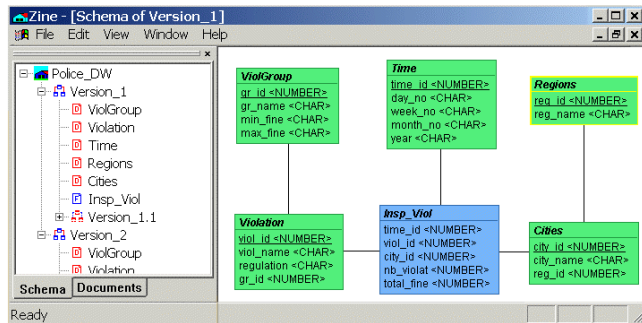 Zine - [Schema of Version_1]
File Edit View Window Help
Police_DW
Version_1
ViolGroup
Violation
Time
Regions
Cities
Insp_Viol
Version_1.1
Version_2
ViolGroup
Violation
Schema Documents
ViolGroup
gr_id <NUMBER>
gr_name <CHAR>
min_fine <CHAR>
max_fine <CHAR>
Time
time_id <NUMBER>
day_no <CHAR>
week_no <CHAR>
month_no <CHAR>
year <CHAR>
Regions
reg_id <NUMBER>
reg_name <CHAR>
Violation
viol_id <NUMBER>
viol_name <CHAR>
regulation <CHAR>
gr_id <NUMBER>
Insp_Viol
time_id <NUMBER>
viol_id <NUMBER>
city_id <NUMBER>
nb_violat <NUMBER>
total_fine <NUMBER>
Cities
city_id <NUMBER>
city_name <CHAR>
reg_id <NUMBER>
Ready